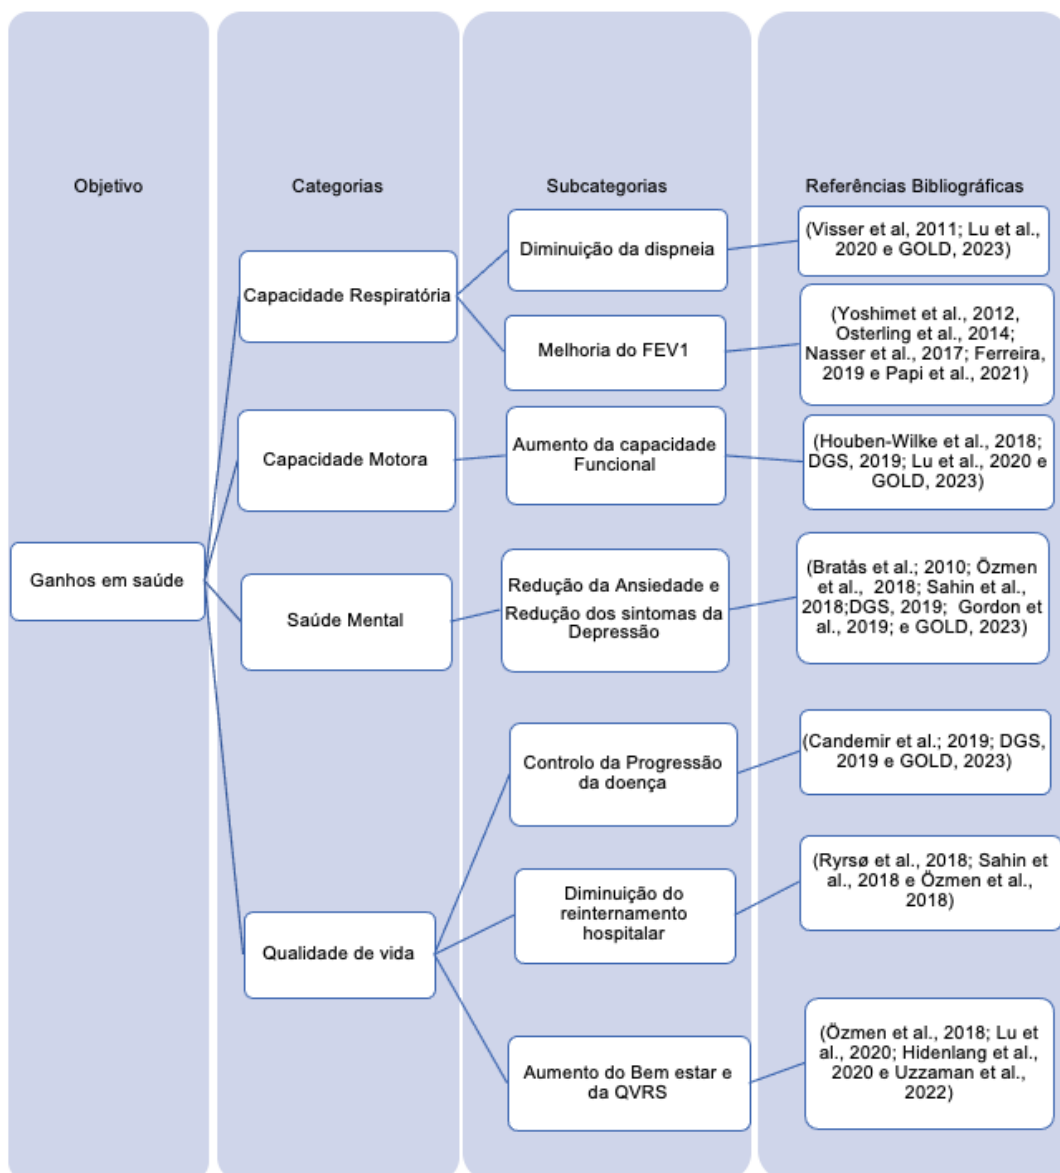 Objetivo
Categorias
Subcategorias
Referências Bibliográficas
Ganhos em saúde
Capacidade Respiratória
Diminuição da dispneia
(Visser et al, 2011; Lu et al.,
2020 e GOLD, 2023)
Melhoria do FEV1
(Yoshimet et al., 2012,
Osterling et al., 2014;
Nasser et al., 2017; Ferreira,
2019 e Papi et al., 2021)
Capacidade Motora
Aumento da capacidade
Funcional
(Houben-Wilke et al., 2018;
DGS, 2019; Lu et al., 2020 e
GOLD, 2023)
Saúde Mental
Redução da Ansiedade e
Redução dos sintomas da
Depressão
(Bratås et al.; 2010; Özmen
et al., 2018; Sahin et al.,
2018;DGS, 2019; Gordon
et al., 2019; e GOLD, 2023)
Qualidade de vida
Controlo da Progressão
da doença
(Candemir et al.; 2019; DGS,
2019 e GOLD, 2023)
Diminuição do
reinternamento
hospitalar
(Ryrsø et al., 2018; Sahin et
al., 2018 e Özmen et al.,
2018)
Aumento do Bem estar e
da QVRS
(Özmen et al., 2018; Lu et
al., 2020; Hidenlang et al.,
2020 e Uzzaman et al.,
2022)